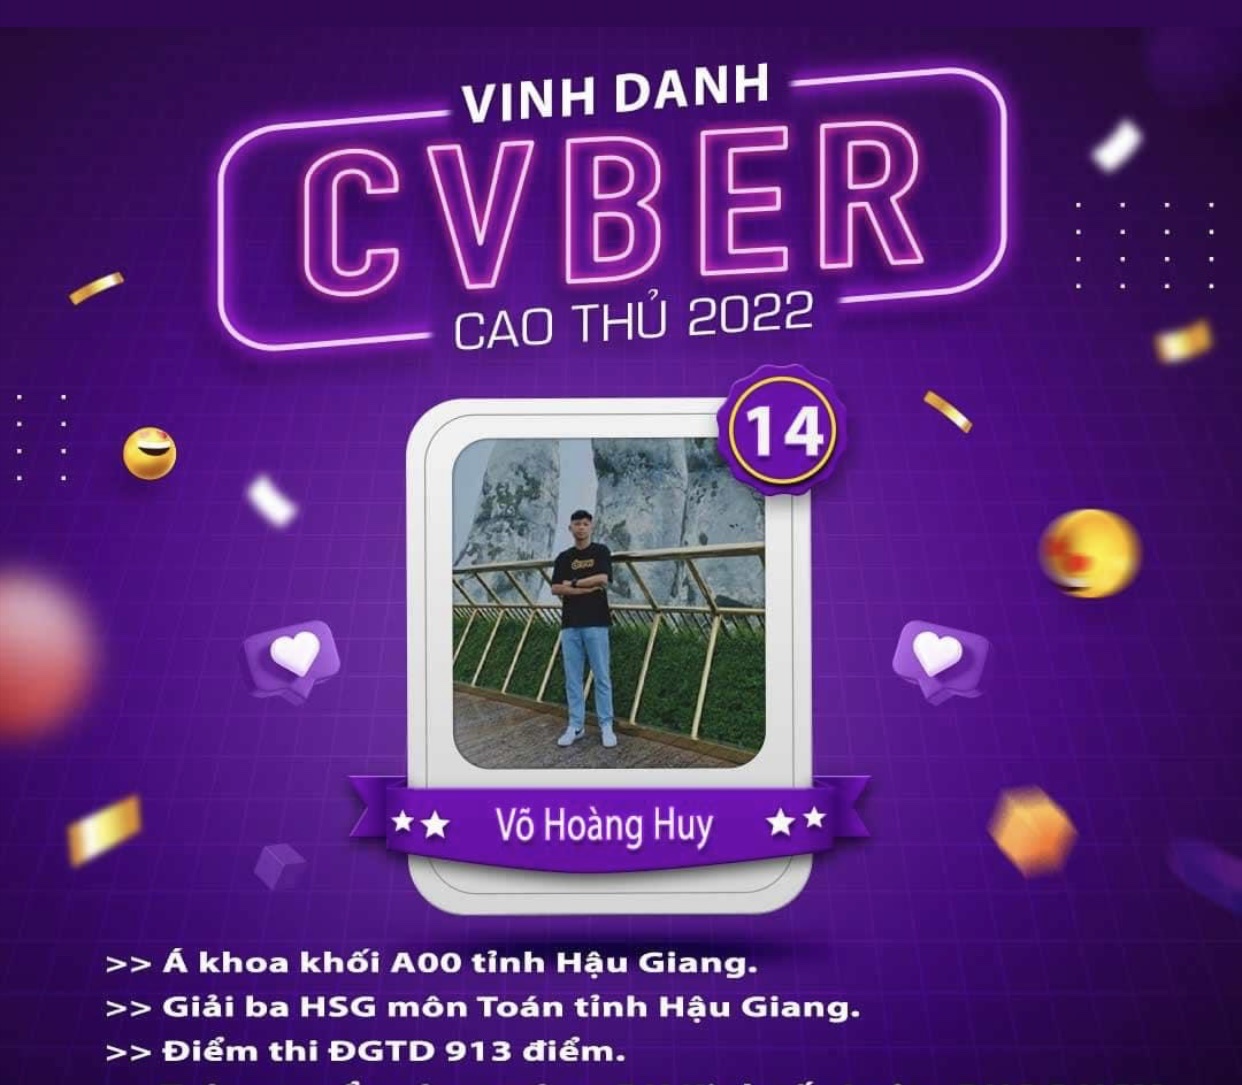 VINH DANH
CVBER
CAO THỦ 2022
14
Võ Hoàng Huy
>> Á khoa khối A00 tỉnh Hậu Giang.
>> Giải ba HSG môn Toán tỉnh Hậu Giang.
>> Điểm thi ĐGTD 913 điểm.